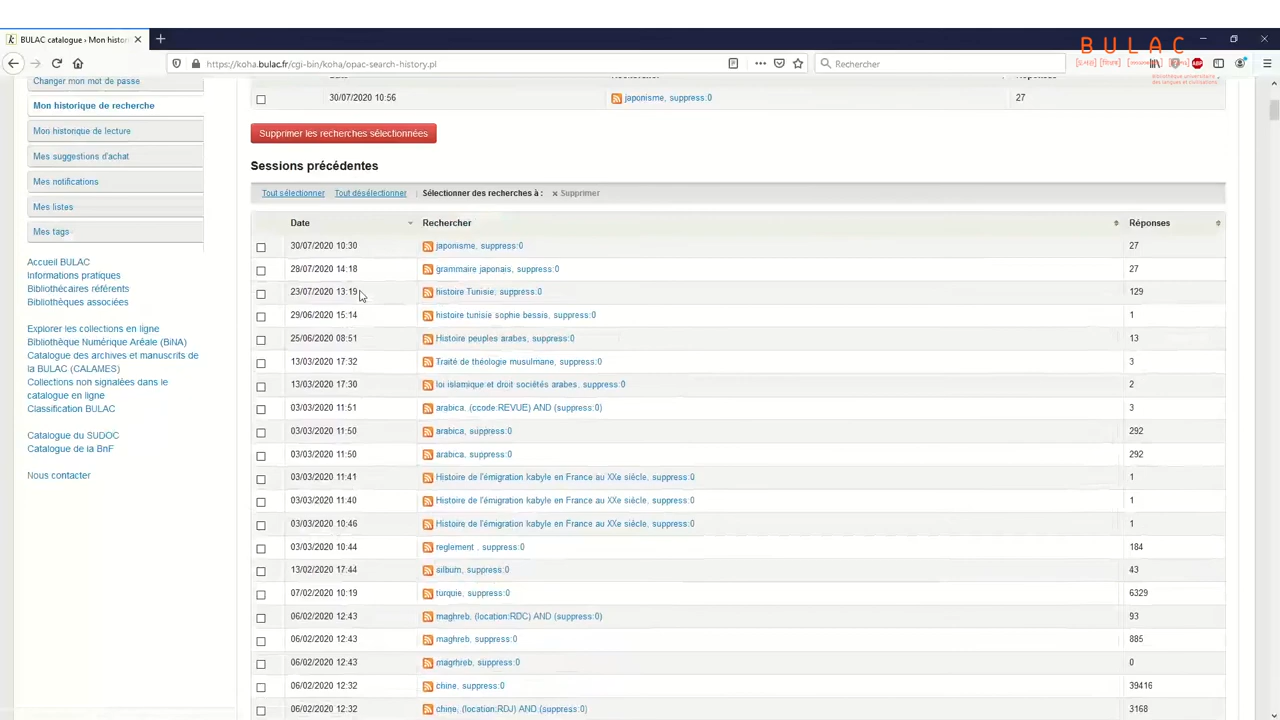 BULAC catalogue › Mon histori
BULAC
https://koha.bulac.fr/cgi-bin/koha/opac-search-history.pl
Rechercher
Bibliothèque universitaire
des langues et civilisations
Changer mon mot de passe
Mon historique de recherche
Mon historique de lecture
Mes suggestions d'achat
Mes notifications
Mes listes
Mes tags
Accueil BULAC
Informations pratiques
Bibliothécaires référents
Bibliothèques associées
Explorer les collections en ligne
Bibliothèque Numérique Aréale (BiNA)
Catalogue des archives et manuscrits de
la BULAC (CALAMES)
Collections non signalées dans le
catalogue en ligne
Classification BULAC
Catalogue du SUDOC
Catalogue de la BnF
Nous contacter
30/07/2020 10:56 japonisme, suppress:0 27
Supprimer les recherches sélectionnées
Sessions précédentes
Tout sélectionner Tout désélectionner | Sélectionner des recherches à : × Supprimer
Date Rechercher Réponses
30/07/2020 10:30 japonisme, suppress:0 27
28/07/2020 14:18 grammaire japonais, suppress:0 27
23/07/2020 13:19 histoire Tunisie, suppress:0 129
29/06/2020 15:14 histoire tunisie sophie bessis, suppress:0 1
25/06/2020 08:51 Histoire peuples arabes, suppress:0 13
13/03/2020 17:32 Traité de théologie musulmane, suppress:0 3
13/03/2020 17:30 loi islamique et droit sociétés arabes, suppress:0 2
03/03/2020 11:51 arabica, (ccode:REVUE) AND (suppress:0) 3
03/03/2020 11:50 arabica, suppress:0 292
03/03/2020 11:50 arabica, suppress:0 292
03/03/2020 11:41 Histoire de l'émigration kabyle en France au XXe siècle, suppress:0 1
03/03/2020 11:40 Histoire de l'émigration kabyle en France au XXe siècle, suppress:0 1
03/03/2020 10:46 Histoire de l'émigration kabyle en France au XXe siècle, suppress:0 1
03/03/2020 10:44 reglement , suppress:0 184
13/02/2020 17:44 silbum, suppress:0 43
07/02/2020 10:19 turquie, suppress:0 6329
06/02/2020 12:43 maghreb, (location:RDC) AND (suppress:0) 93
06/02/2020 12:43 maghreb, suppress:0 885
06/02/2020 12:43 magrhreb, suppress:0 0
06/02/2020 12:32 chine, suppress:0 39416
06/02/2020 12:32 chine, (location:RDJ) AND (suppress:0) 3168